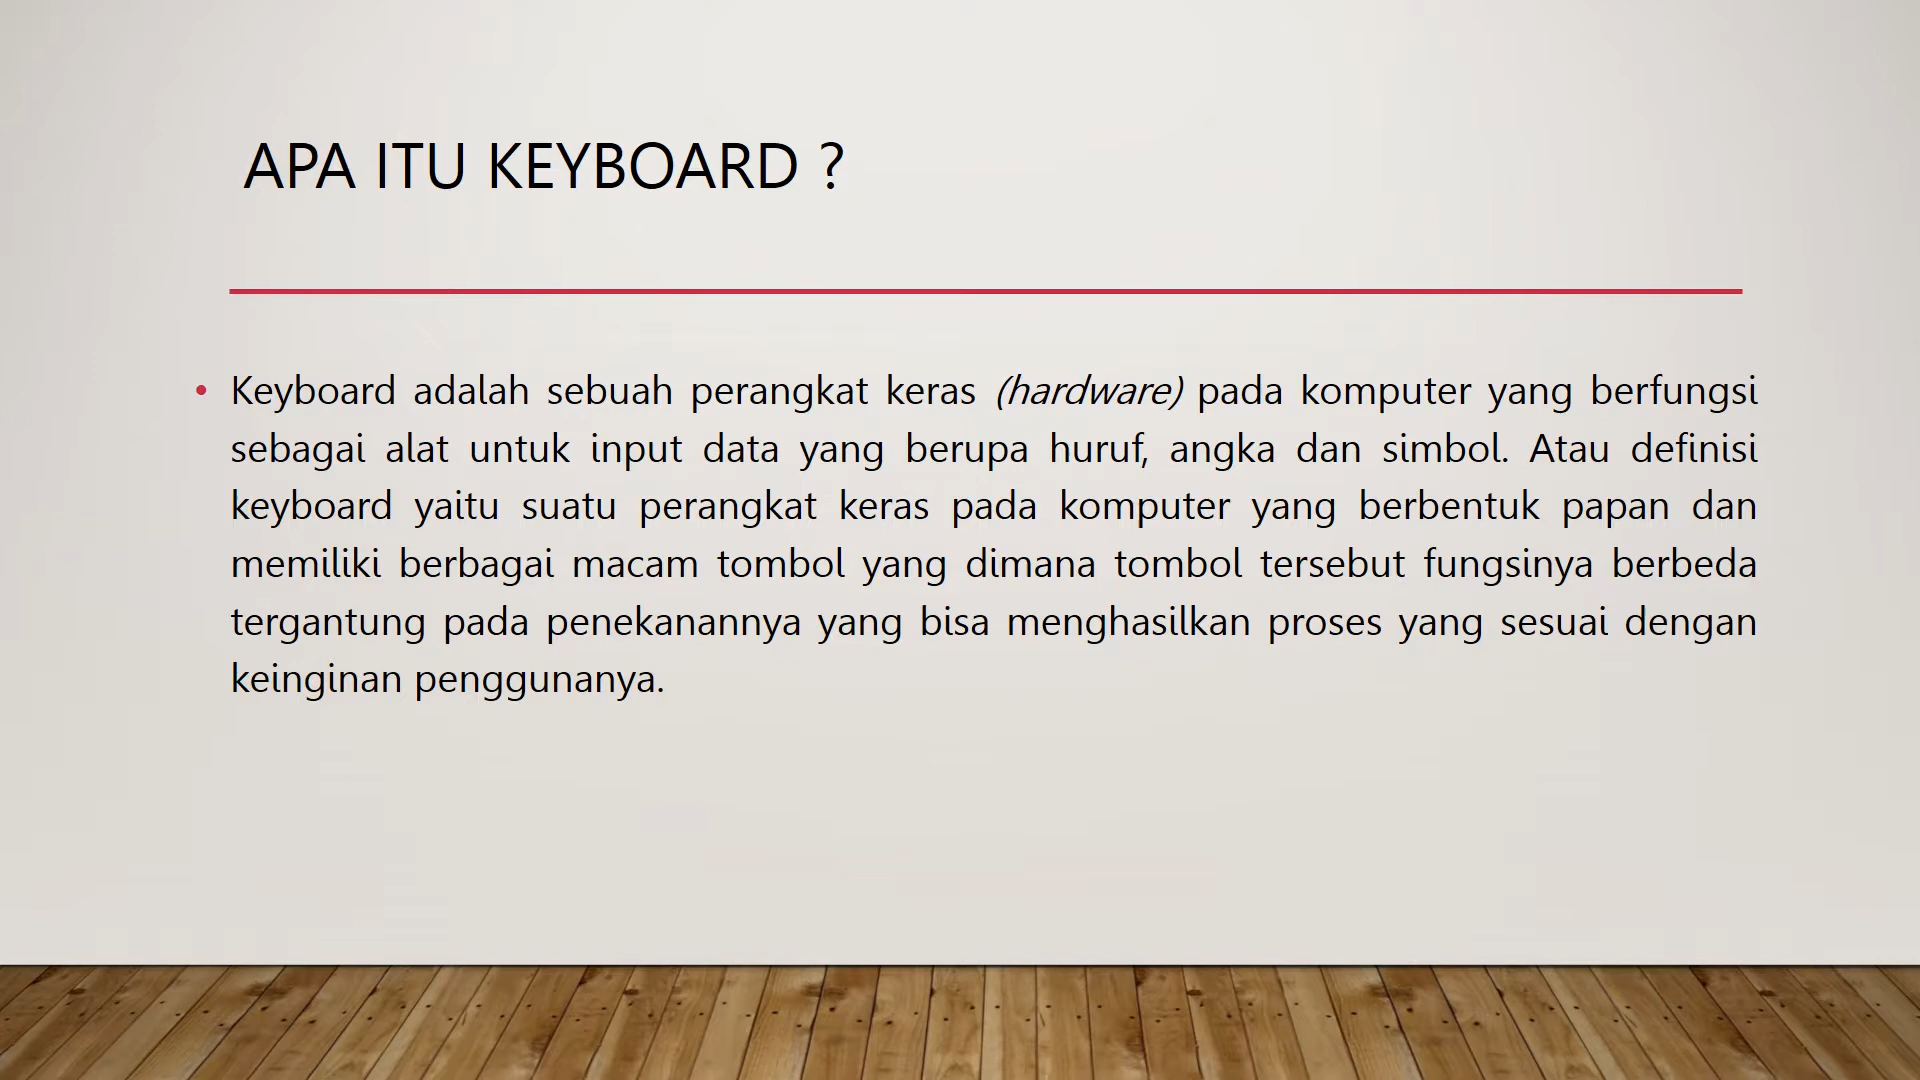 APA ITU KEYBOARD ?
• Keyboard adalah sebuah perangkat keras (hardware) pada komputer yang berfungsi
sebagai alat untuk input data yang berupa huruf, angka dan simbol. Atau definisi
keyboard yaitu suatu perangkat keras pada komputer yang berbentuk papan dan
memiliki berbagai macam tombol yang dimana tombol tersebut fungsinya berbeda
tergantung pada penekanannya yang bisa menghasilkan proses yang sesuai dengan
keinginan penggunanya.